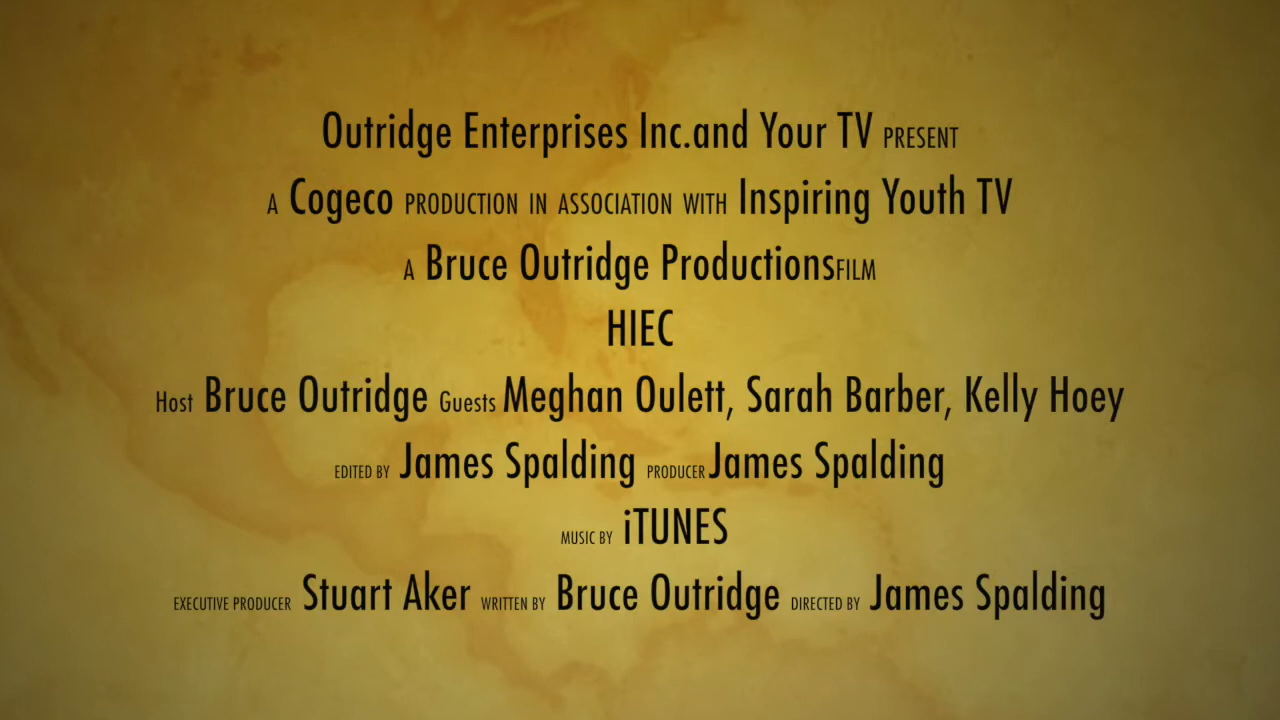 Outridge Enterprises Inc.and Your TV PRESENT
A Cogeco PRODUCTION IN ASSOCIATION WITH Inspiring Youth TV
A Bruce Outridge ProductionsFILM
HIEC
Host Bruce Outridge Guests Meghan Oulett, Sarah Barber, Kelly Hoey
EDITED BY James Spalding PRODUCER James Spalding
MUSIC BY iTUNES
EXECUTIVE PRODUCER Stuart Aker WRITTEN BY Bruce Outridge DIRECTED BY James Spalding